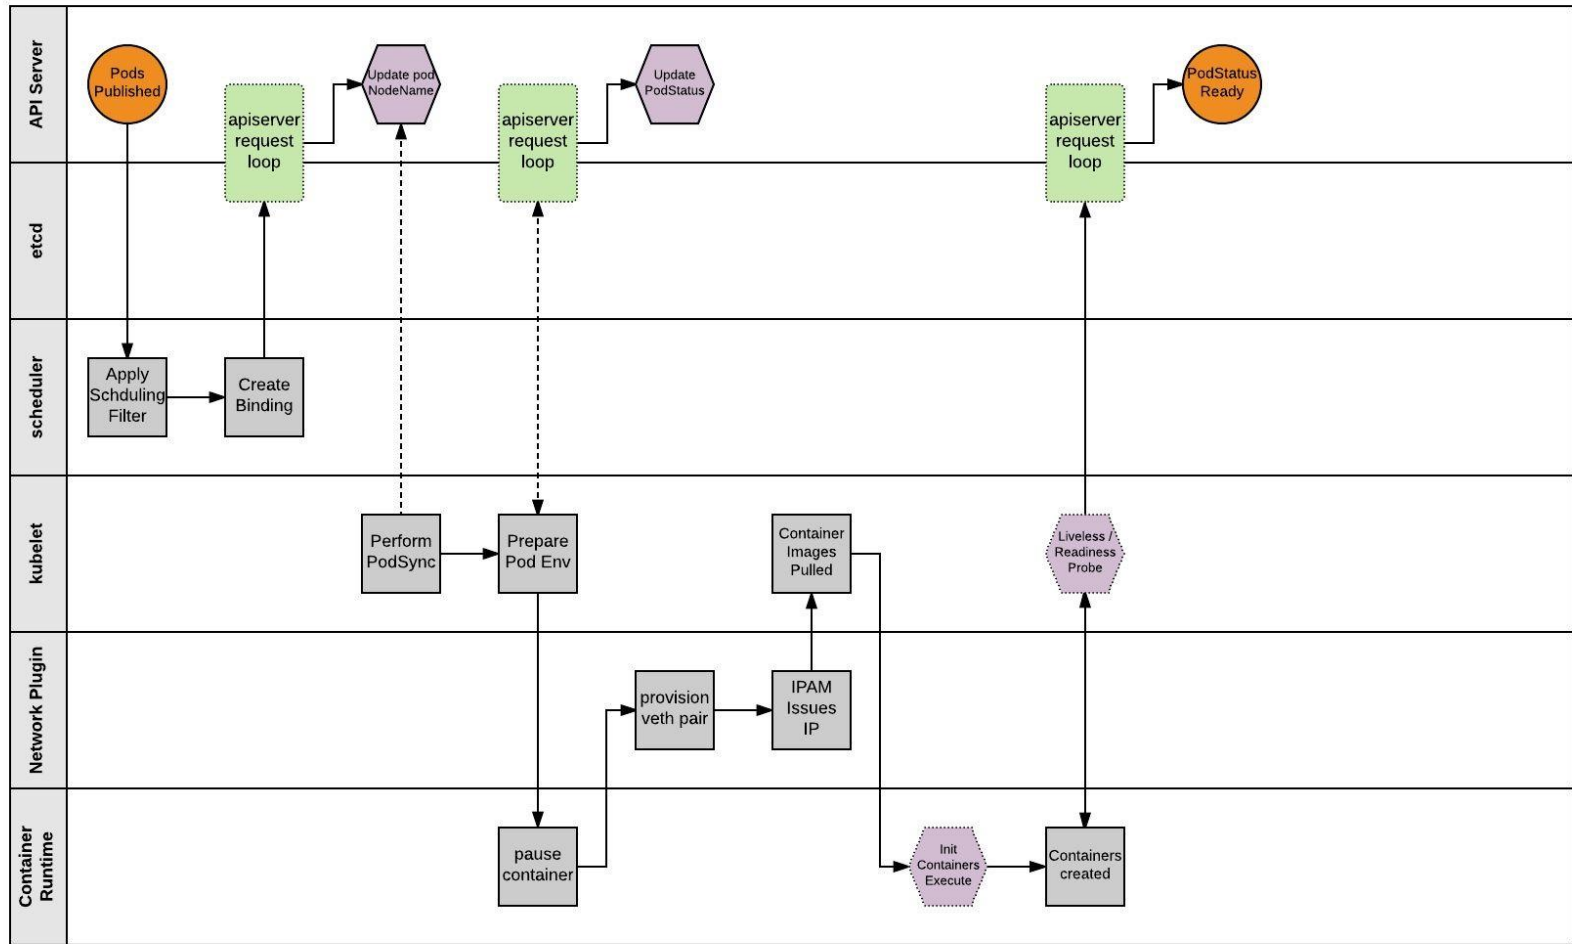 API Server
Pods
Published
apiserver
request
loop
Update pod
NodeName
apiserver
request
loop
Update
PodStatus
apiserver
request
loop
PodStatus
Ready
etcd
scheduler
Apply
Schduling
Filter
Create
Binding
kubelet
Perform
PodSync
Prepare
Pod Env
Container
Images
Pulled
Liveless /
Readiness
Probe
Network Plugin
provision
veth pair
IPAM
Issues
IP
Container
Runtime
pause
container
Init
Containers
Execute
Containers
created